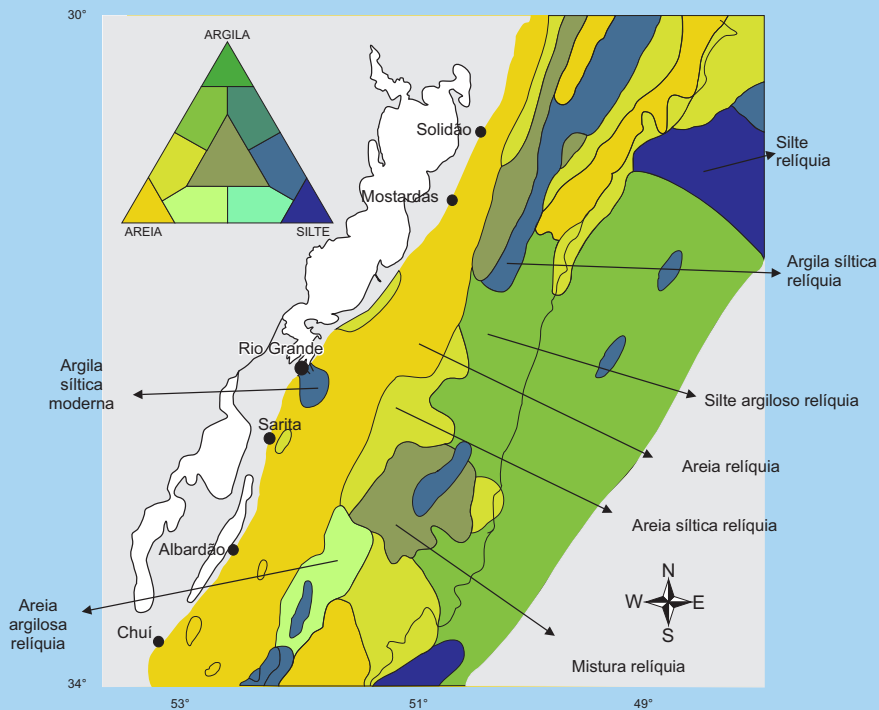 30°
ARGILA
AREIA
SILTE
Solidão
Mostardas
Rio Grande
Sarita
Albardão
Chuí
Silte
relíquia
Argila síltica
relíquia
Argila
síltica
moderna
Silte argiloso relíquia
Areia relíquia
Areia síltica relíquia
Areia
argilosa
relíquia
Mistura relíquia
N
W
E
S
34°
53°
51°
49°